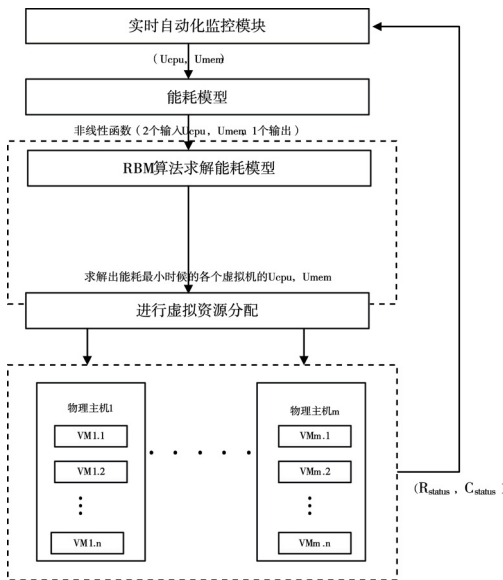 实时自动化监控模块
(Ucpu, Umem)
能耗模型
非线性函数（2个输入Ucpu, Umem, 1个输出）
RBM算法求解能耗模型
求解出能耗最小时候的各个虚拟机的Ucpu, Umem
进行虚拟资源分配
物理主机1
VM1.1
VM1.2
VM1.n
物理主机m
VMm.1
VMm.2
VMm.n
(Rstatus, Cstatus)